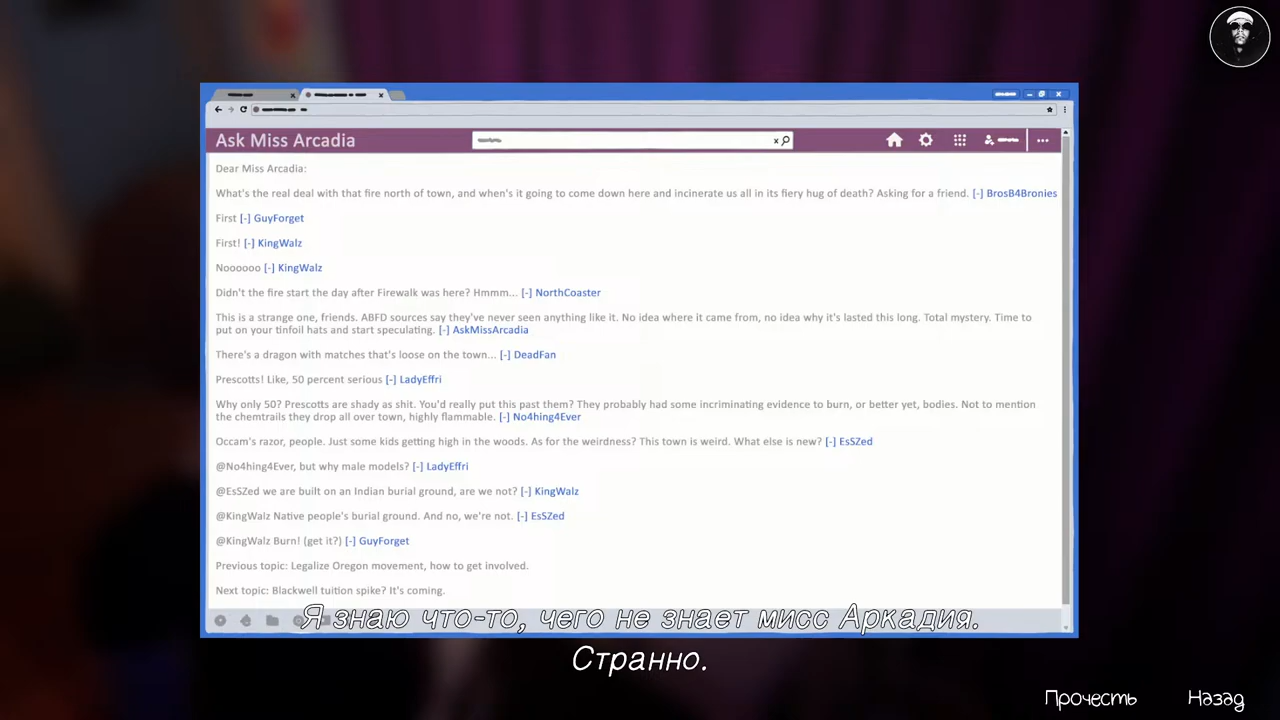 Ask Miss Arcadia
Dear Miss Arcadia:
What's the real deal with that fire north of town, and when's it going to come down here and incinerate us all in its fiery hug of death? Asking for a friend. [-] BrosB4Bronies
First [-] GuyForget
First! [-] KingWalz
Noooooo [-] KingWalz
Didn't the fire start the day after Firewalk was here? Hmmm... [-] NorthCoaster
This is a strange one, friends. ABFD sources say they've never seen anything like it. No idea where it came from, no idea why it's lasted this long. Total mystery. Time to
put on your tinfoil hats and start speculating. [-] AskMissArcadia
There's a dragon with matches that's loose on the town... [-] DeadFan
Prescotts! Like, 50 percent serious [-] LadyEffri
Why only 50? Prescotts are shady as shit. You'd really put this past them? They probably had some incriminating evidence to burn, or better yet, bodies. Not to mention
the chemtrails they drop all over town, highly flammable. [-] No4hing4Ever
Occam's razor, people. Just some kids getting high in the woods. As for the weirdness? This town is weird. What else is new? [-] EsSZed
@No4hing4Ever, but why male models? [-] LadyEffri
@EsSZed we are built on an Indian burial ground, are we not? [-] KingWalz
@KingWalz Native people's burial ground. And no, we're not. [-] EsSZed
@KingWalz Burn! (get it?) [-] GuyForget
Previous topic: Legalize Oregon movement, how to get involved.
Next topic: Blackwell tuition spike? It's coming.
Я знаю что-то, чего не знает мисс Аркадия.
Странно.
Прочесть Назад